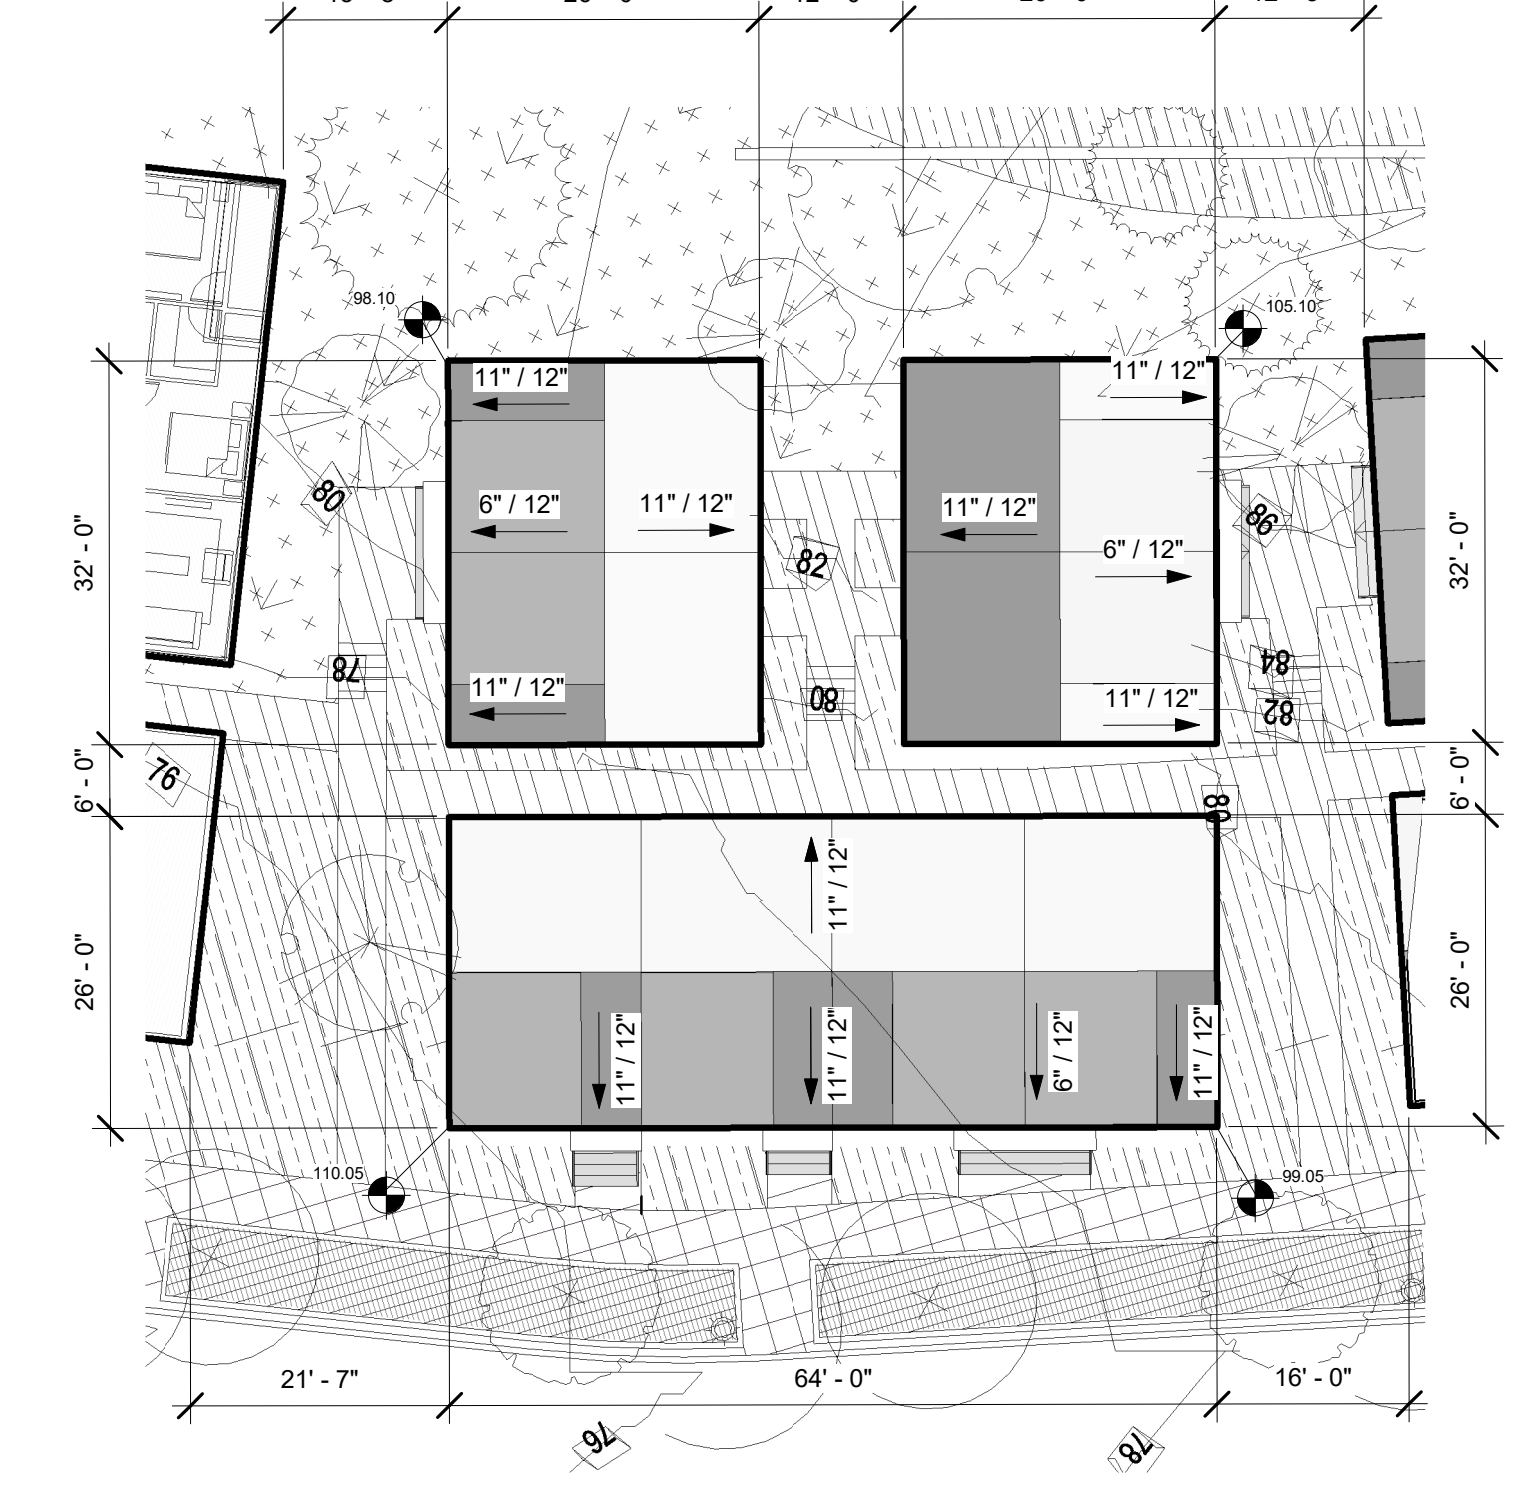 98.10
105.10
11" / 12"
11" / 12"
80
6" / 12"
11" / 12"
11" / 12"
86
32' - 0"
82
6" / 12"
32' - 0"
78
84
11" / 12"
80
11" / 12"
82
76
6' - 0"
6' - 0"
80
11" / 12"
26' - 0"
26' - 0"
11" / 12"
11" / 12"
6" / 12"
11" / 12"
110.05
99.05
21' - 7"
64' - 0"
16' - 0"
76
78